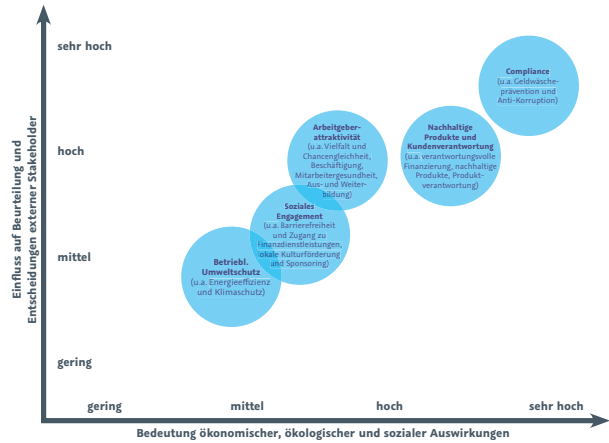 Einfluss auf Beurteilung und
Entscheidungen externer Stakeholder
sehr hoch
hoch
mittel
gering
Compliance
(u.a. Geldwäsche-
prävention und
Anti-Korruption)
Arbeitgeber-
attraktivität
(u.a. Vielfalt und
Chancengleichheit,
Beschäftigung,
Mitarbeitergesundheit,
Aus- und Weiter-
bildung)
Nachhaltige
Produkte und
Kundenverantwortung
(u.a. verantwortungsvolle
Finanzierung, nachhaltige
Produkte, Produkt-
verantwortung)
Soziales
Engagement
(u.a. Barrierefreiheit
und Zugang zu
Finanzdienstleistungen,
lokale Kulturförderung
und Sponsoring)
Betriebl.
Umweltschutz
(u.a. Energieeffizienz
und Klimaschutz)
gering mittel hoch sehr hoch
Bedeutung ökonomischer, ökologischer und sozialer Auswirkungen